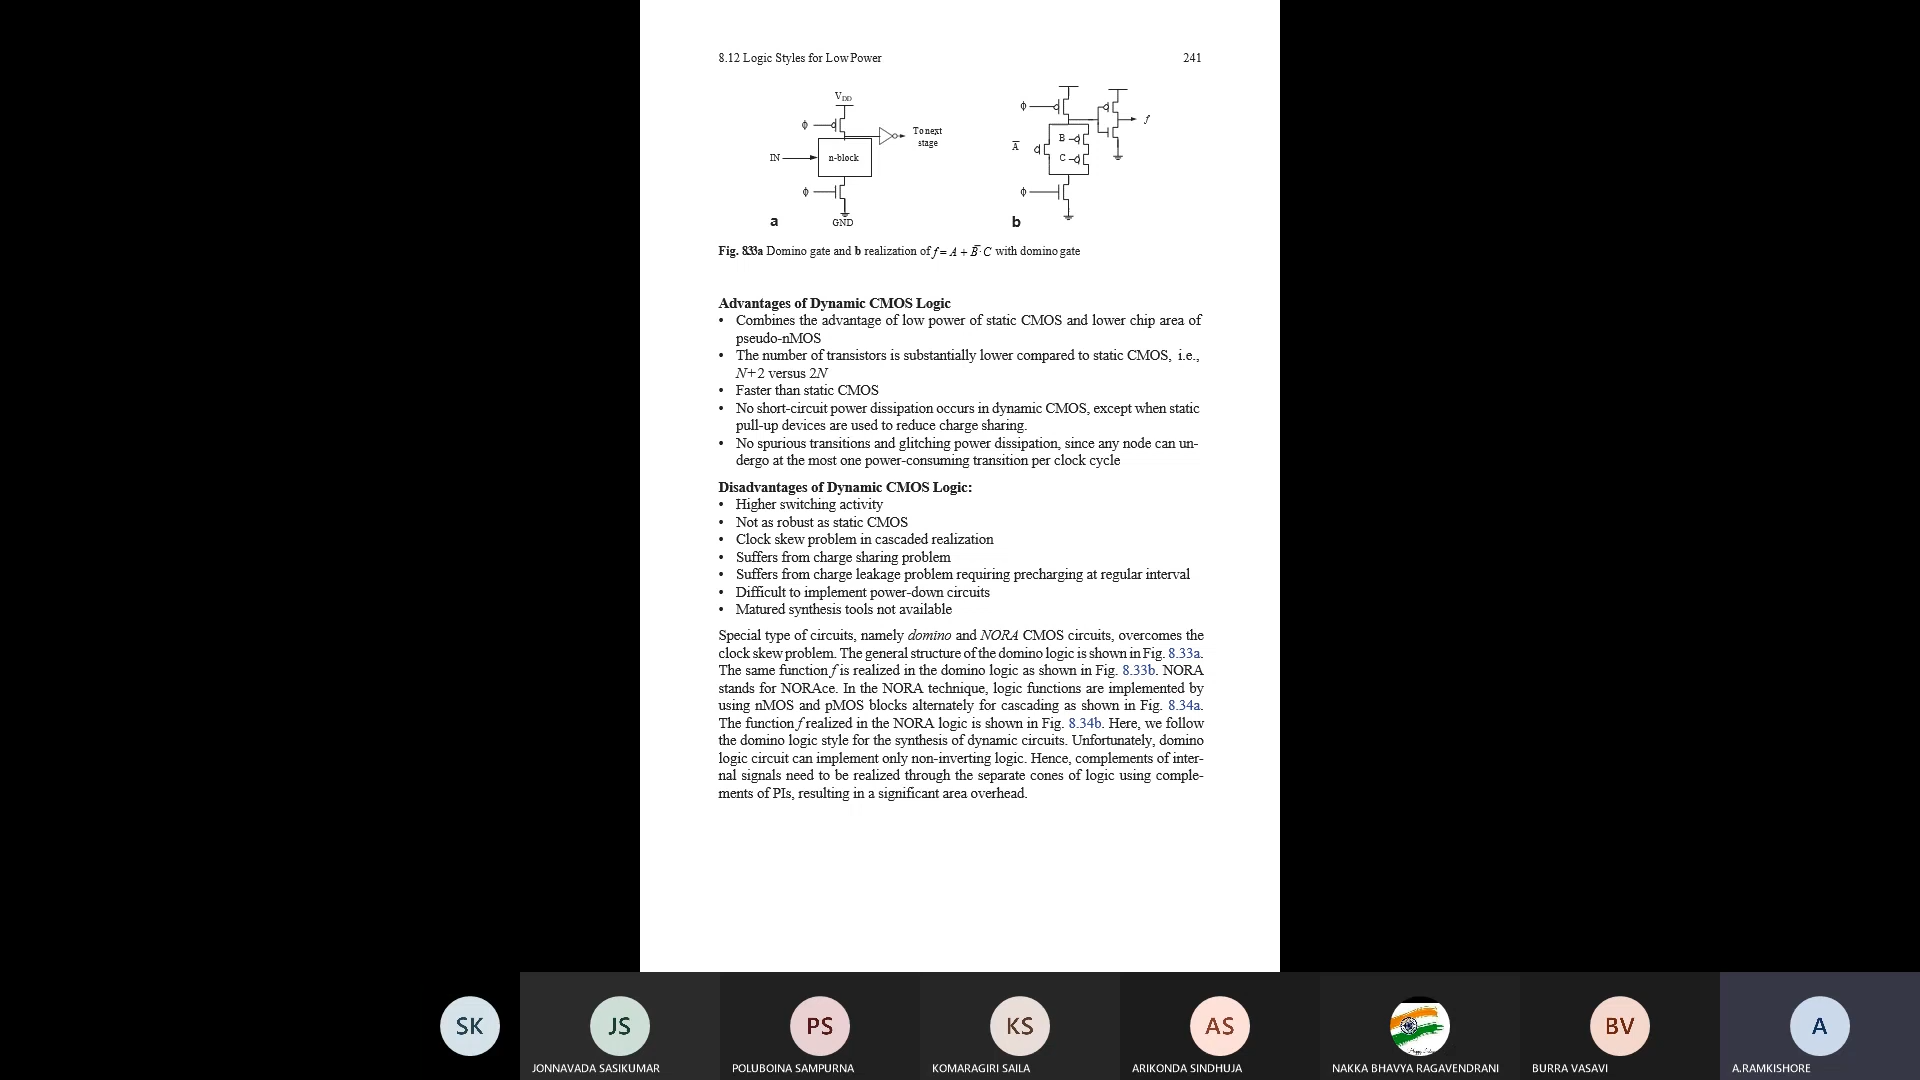 8.12 Logic Styles for Low Power
241
V_DD
ϕ
To next
stage
IN
n-block
ϕ
a
GND
ϕ
f
B
A̅
C
ϕ
b
Fig. 8.33a Domino gate and b realization of f = A + B̅·C with domino gate
Advantages of Dynamic CMOS Logic
• Combines the advantage of low power of static CMOS and lower chip area of
pseudo-nMOS
• The number of transistors is substantially lower compared to static CMOS, i.e.,
N+2 versus 2N
• Faster than static CMOS
• No short-circuit power dissipation occurs in dynamic CMOS, except when static
pull-up devices are used to reduce charge sharing.
• No spurious transitions and glitching power dissipation, since any node can un-
dergo at the most one power-consuming transition per clock cycle
Disadvantages of Dynamic CMOS Logic:
• Higher switching activity
• Not as robust as static CMOS
• Clock skew problem in cascaded realization
• Suffers from charge sharing problem
• Suffers from charge leakage problem requiring precharging at regular interval
• Difficult to implement power-down circuits
• Matured synthesis tools not available
Special type of circuits, namely domino and NORA CMOS circuits, overcomes the
clock skew problem. The general structure of the domino logic is shown in Fig. 8.33a.
The same function f is realized in the domino logic as shown in Fig. 8.33b. NORA
stands for NORAce. In the NORA technique, logic functions are implemented by
using nMOS and pMOS blocks alternately for cascading as shown in Fig. 8.34a.
The function f realized in the NORA logic is shown in Fig. 8.34b. Here, we follow
the domino logic style for the synthesis of dynamic circuits. Unfortunately, domino
logic circuit can implement only non-inverting logic. Hence, complements of inter-
nal signals need to be realized through the separate cones of logic using comple-
ments of PIs, resulting in a significant area overhead.
SK
JS
PS
KS
AS
BV
A
JONNAVADA SASIKUMAR
POLUBOINA SAMPURNA
KOMARAGIRI SAILA
ARIKONDA SINDHUJA
NAKKA BHAVYA RAGAVENDRANI
BURRA VASAVI
A.RAMKISHORE